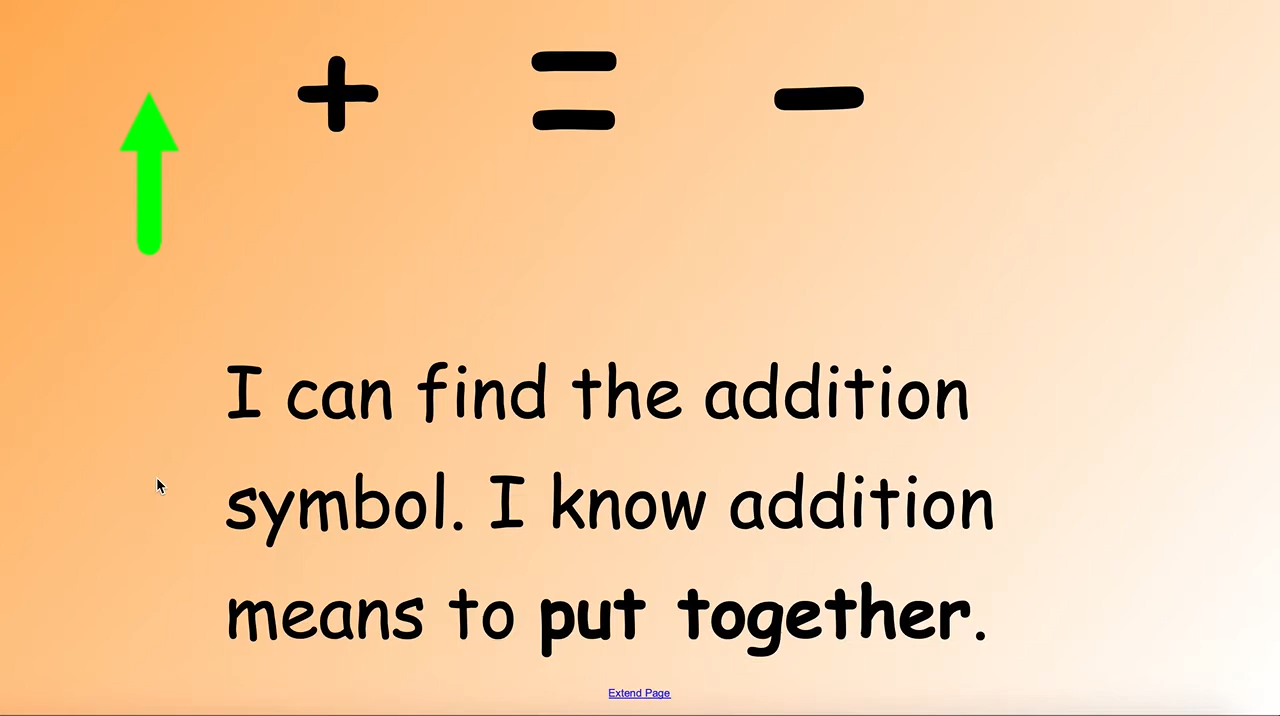 + = -
I can find the addition
symbol. I know addition
means to put together.
Extend Page